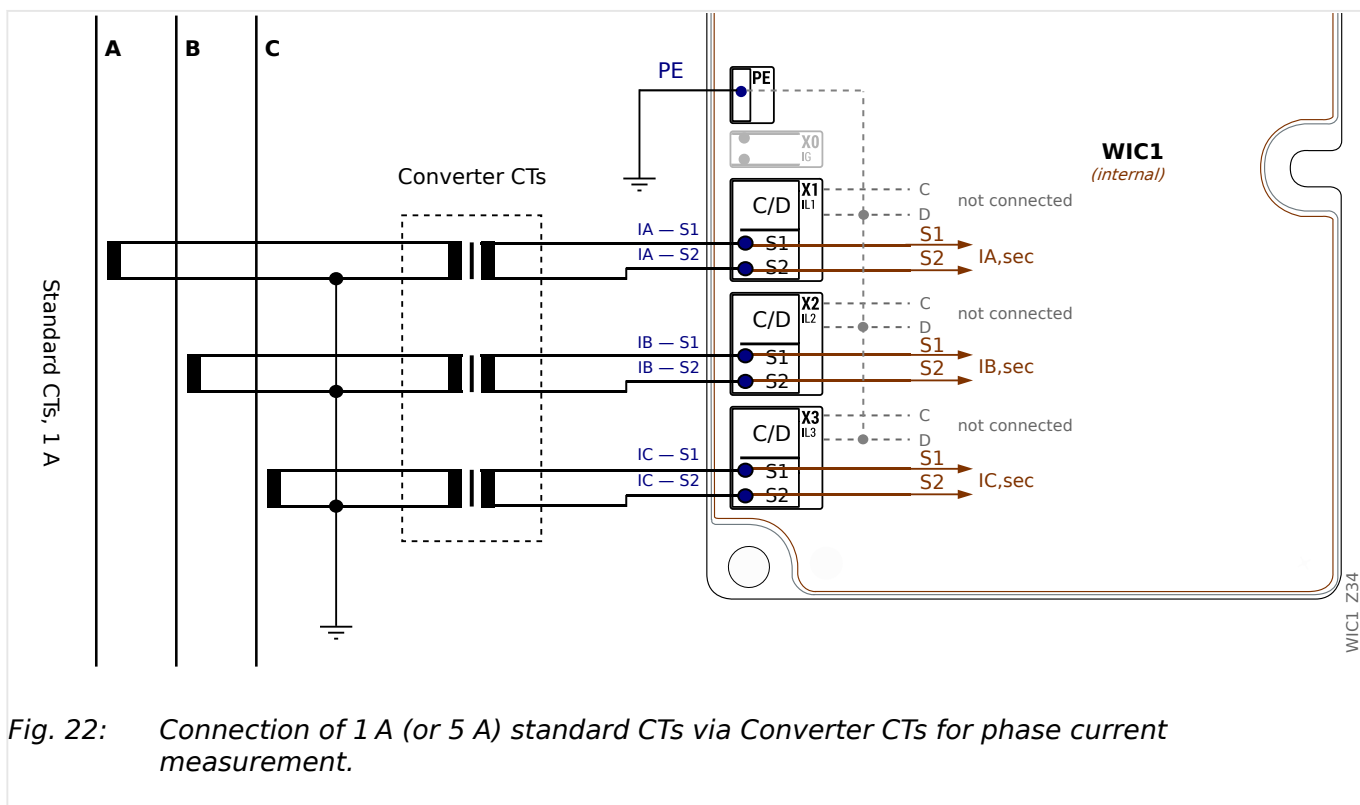 A
B
C
PE
PE
X0
IG
WIC1
(internal)
Converter CTs
C/D
X1
IL1
C
D
not connected
IA — S1
S1
S1
IA — S2
S2
S2
IA,sec
Standard CTs, 1 A
C/D
X2
IL2
C
D
not connected
IB — S1
S1
S1
IB — S2
S2
S2
IB,sec
C/D
X3
IL3
C
D
not connected
IC — S1
S1
S1
IC — S2
S2
S2
IC,sec
WIC1 Z34
Fig. 22: Connection of 1 A (or 5 A) standard CTs via Converter CTs for phase current
measurement.